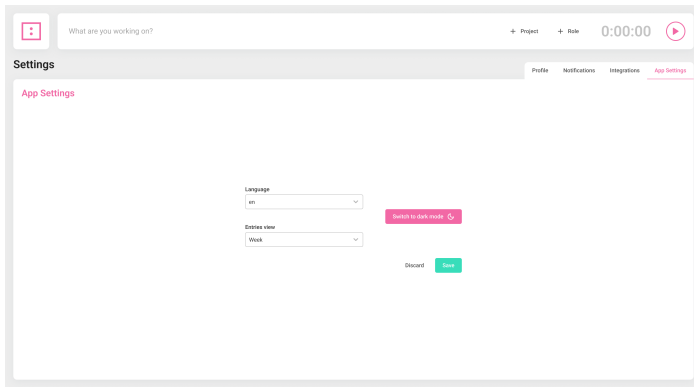 What are you working on?
+ Project
+ Role
0:00:00
Settings
Profile
Notifications
Integrations
App Settings
App Settings
Language
en
Switch to dark mode
Entries view
Week
Discard
Save